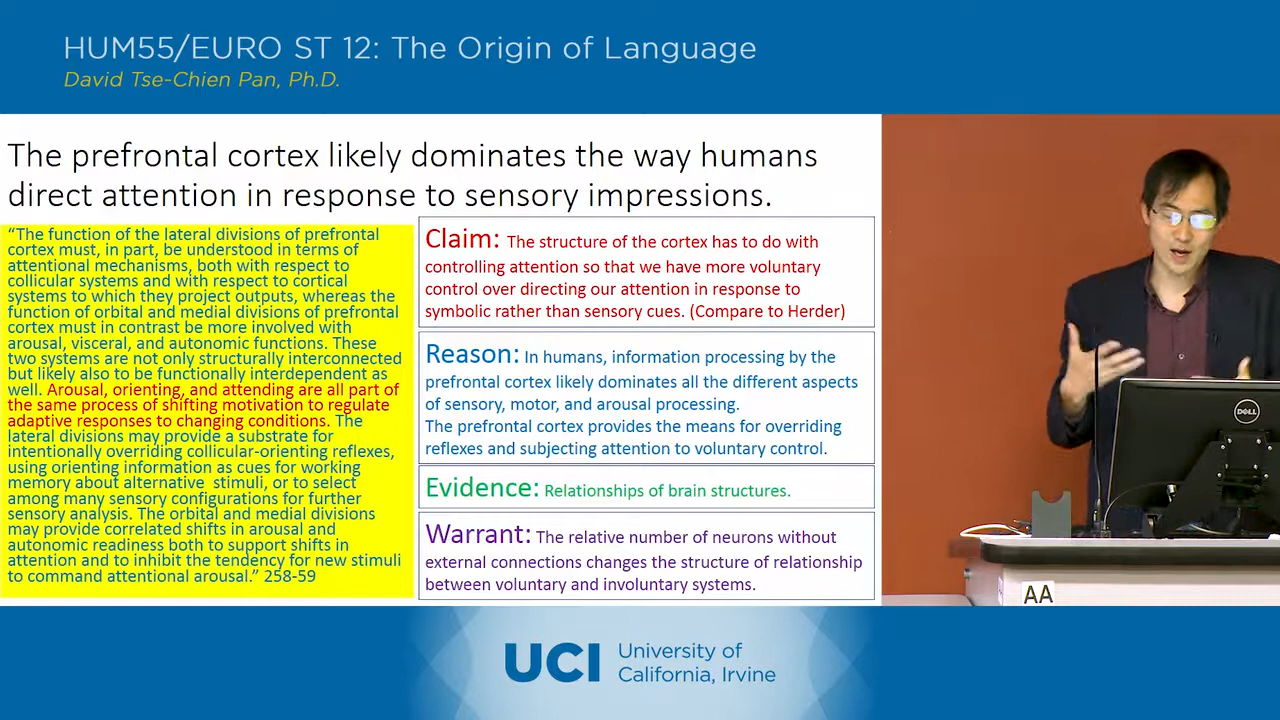 HUM55/EURO ST 12: The Origin of Language
David Tse-Chien Pan, Ph.D.
The prefrontal cortex likely dominates the way humans
direct attention in response to sensory impressions.
“The function of the lateral divisions of prefrontal
cortex must, in part, be understood in terms of
attentional mechanisms, both with respect to
collicular systems and with respect to cortical
systems to which they project outputs, whereas the
function of orbital and medial divisions of prefrontal
cortex must in contrast be more involved with
arousal, visceral, and autonomic functions. These
two systems are not only structurally interconnected
but likely also to be functionally interdependent as
well. Arousal, orienting, and attending are all part of
the same process of shifting motivation to regulate
adaptive responses to changing conditions. The
lateral divisions may provide a substrate for
intentionally overriding collicular-orienting reflexes,
using orienting information as cues for working
memory about alternative stimuli, or to select
among many sensory configurations for further
sensory analysis. The orbital and medial divisions
may provide correlated shifts in arousal and
autonomic readiness both to support shifts in
attention and to inhibit the tendency for new stimuli
to command attentional arousal.” 258-59
Claim: The structure of the cortex has to do with
controlling attention so that we have more voluntary
control over directing our attention in response to
symbolic rather than sensory cues. (Compare to Herder)
Reason: In humans, information processing by the
prefrontal cortex likely dominates all the different aspects
of sensory, motor, and arousal processing.
The prefrontal cortex provides the means for overriding
reflexes and subjecting attention to voluntary control.
Evidence: Relationships of brain structures.
Warrant: The relative number of neurons without
external connections changes the structure of relationship
between voluntary and involuntary systems.
DELL
AA
UCI University of
California, Irvine